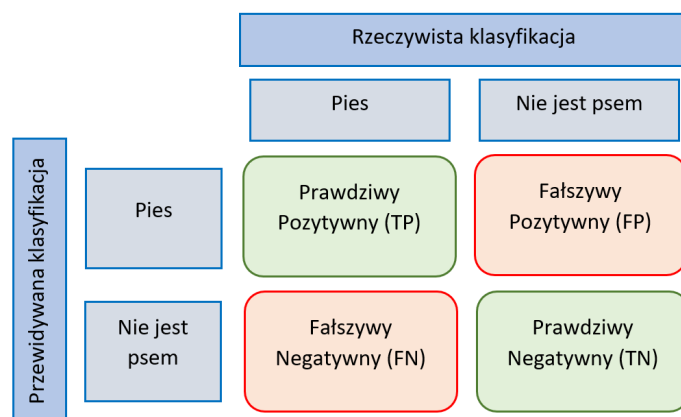 Rzeczywista klasyfikacja
Pies
Nie jest psem
Przewidywana klasyfikacja
Pies
Prawdziwy
Pozytywny (TP)
Fałszywy
Pozytywny (FP)
Nie jest
psem
Fałszywy
Negatywny (FN)
Prawdziwy
Negatywny (TN)